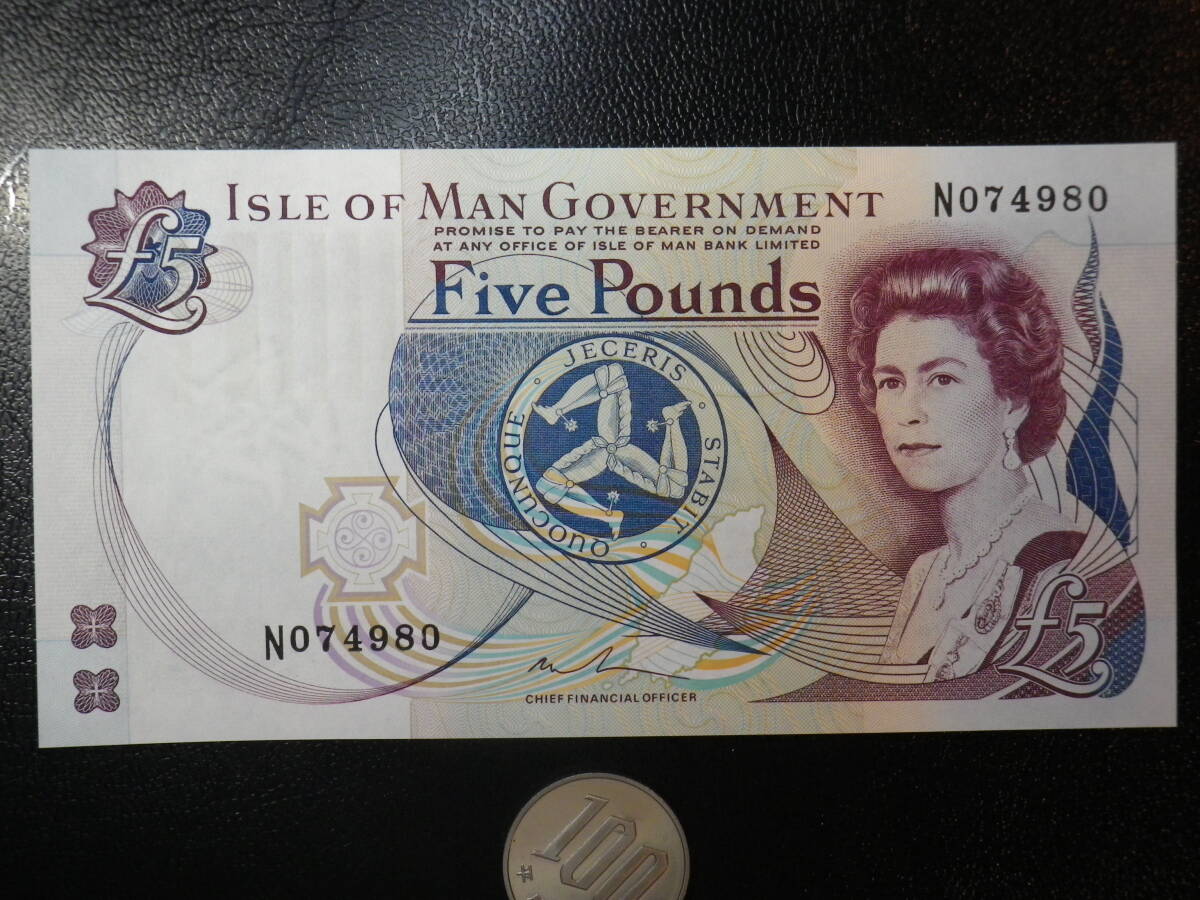 £5
ISLE OF MAN GOVERNMENT
N074980
PROMISE TO PAY THE BEARER ON DEMAND
AT ANY OFFICE OF ISLE OF MAN BANK LIMITED
Five Pounds
QUOCUNQUE · JECERIS · STABIT ·
N074980
CHIEF FINANCIAL OFFICER
£5
100
平